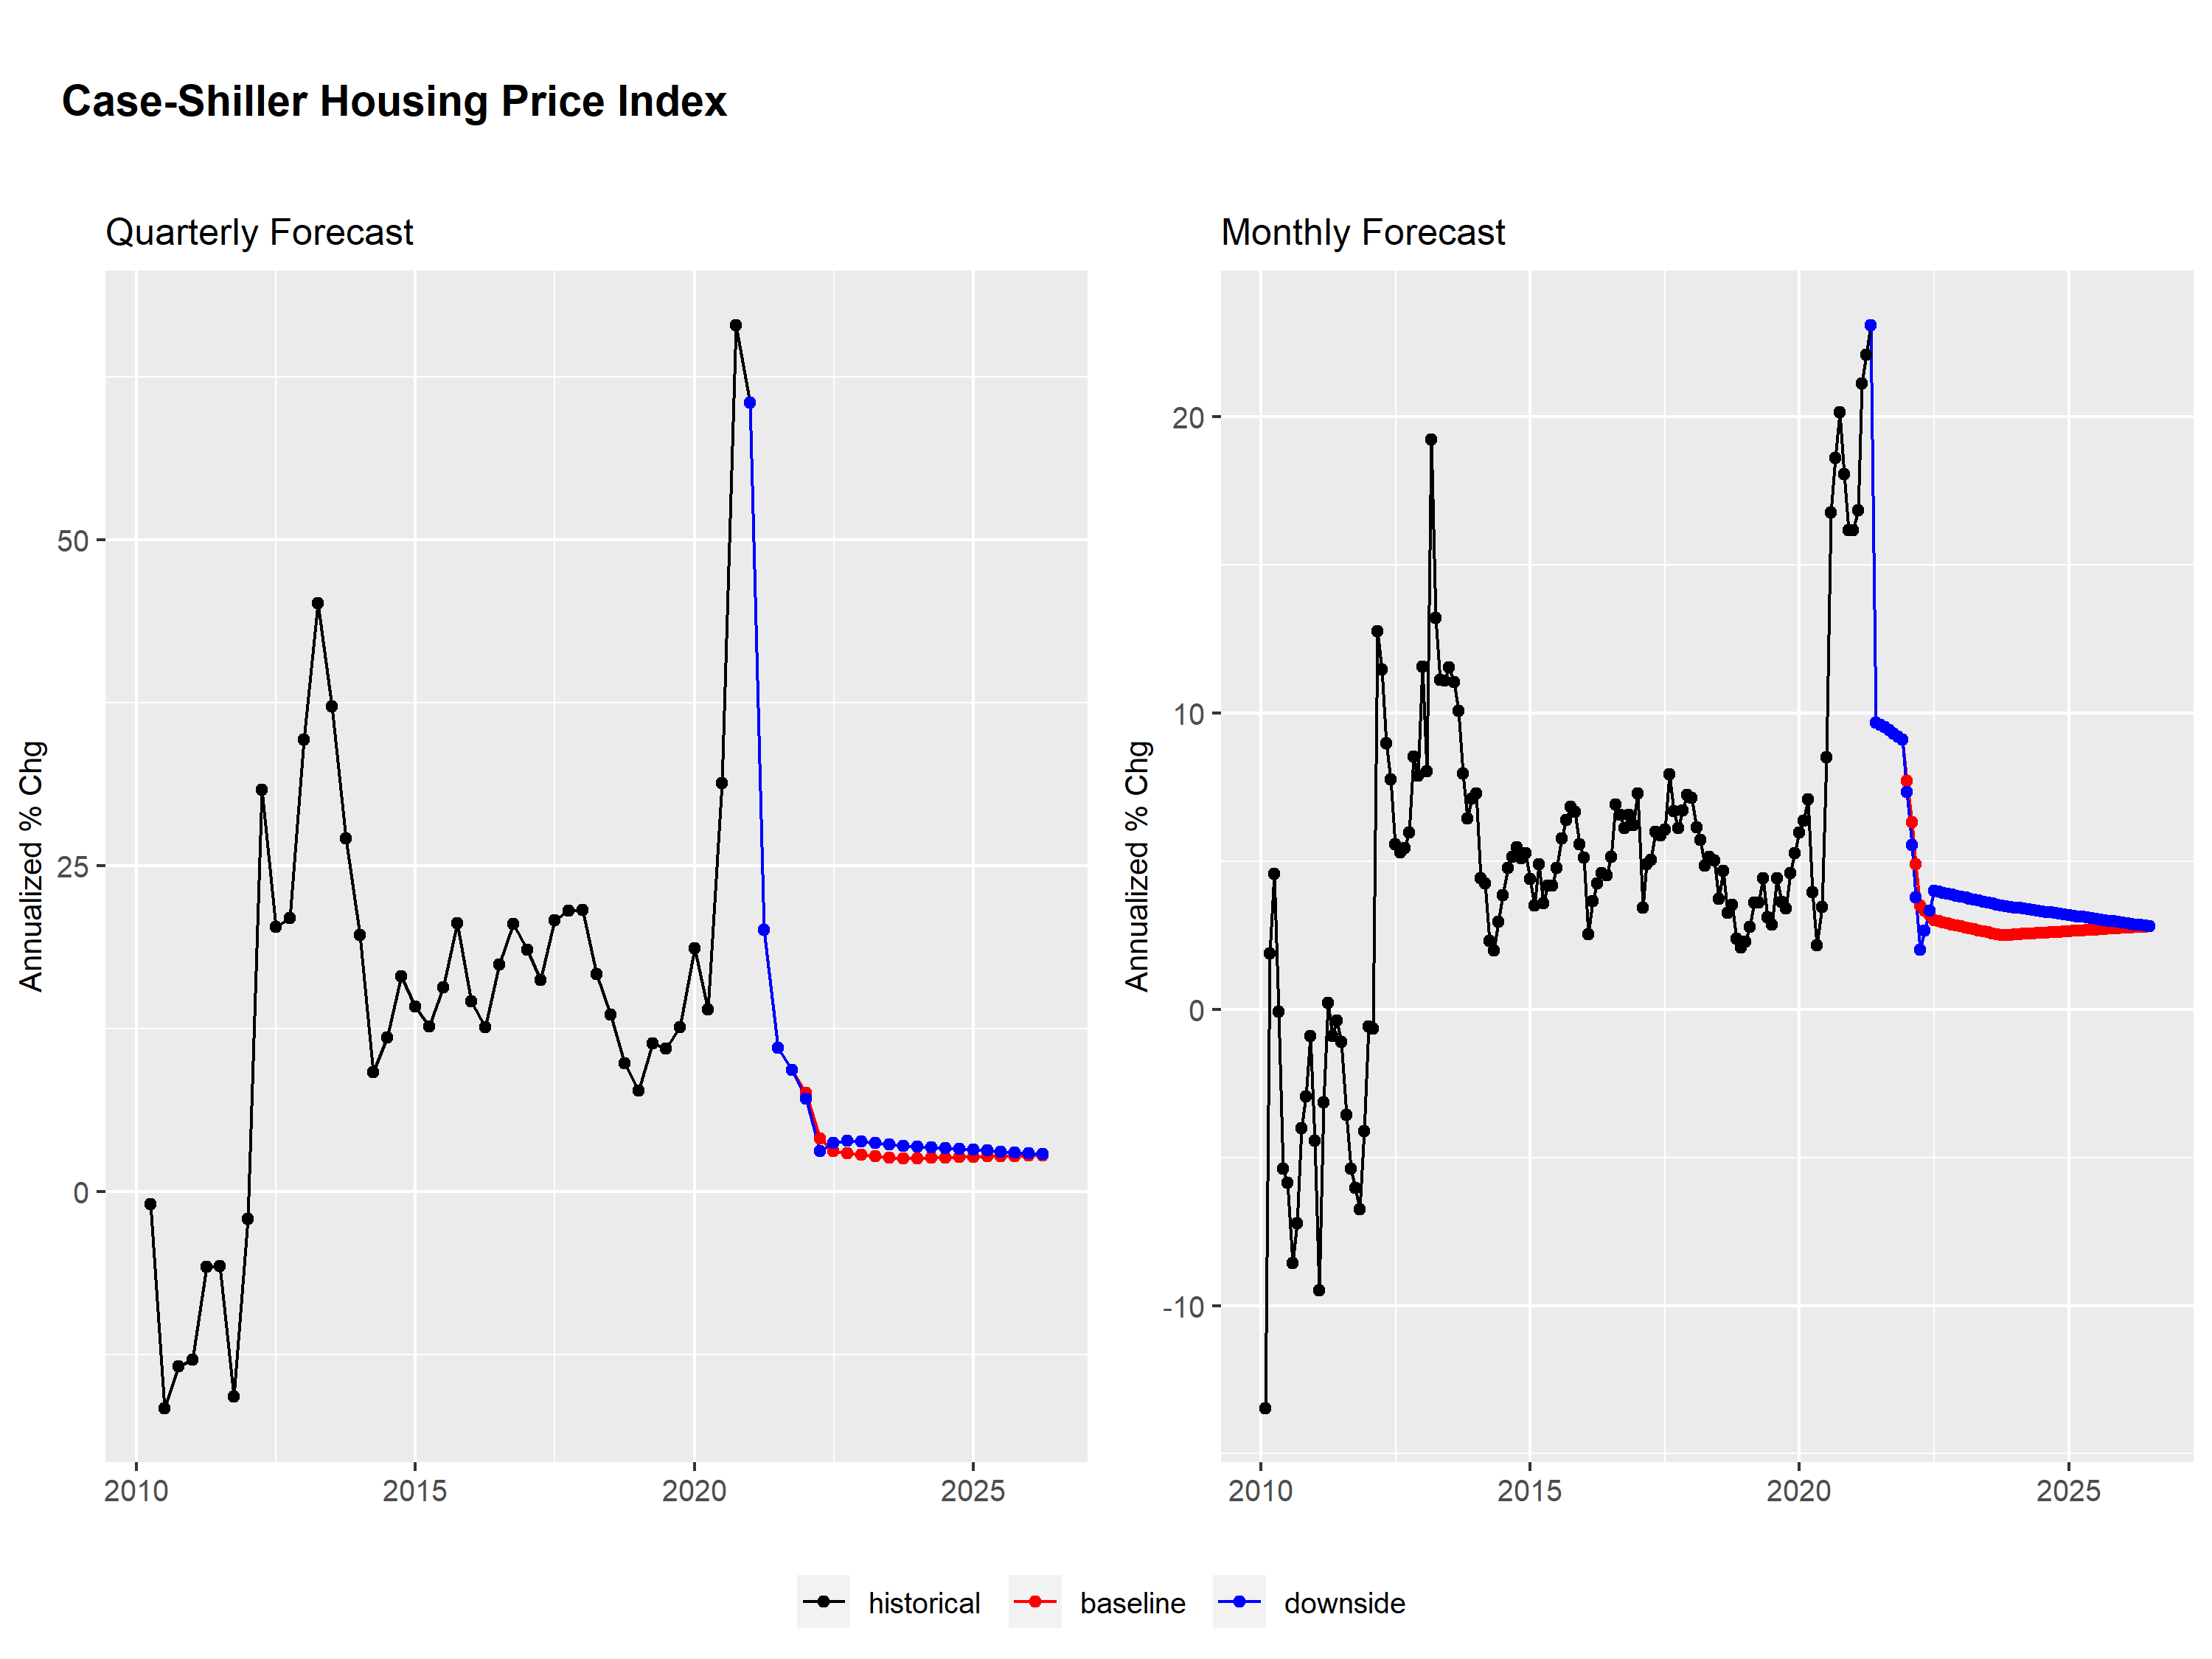 Case-Shiller Housing Price Index
Quarterly Forecast
Annualized % Chg
50
25
0
2010 2015 2020 2025
Monthly Forecast
Annualized % Chg
20
10
0
-10
2010 2015 2020 2025
historical baseline downside